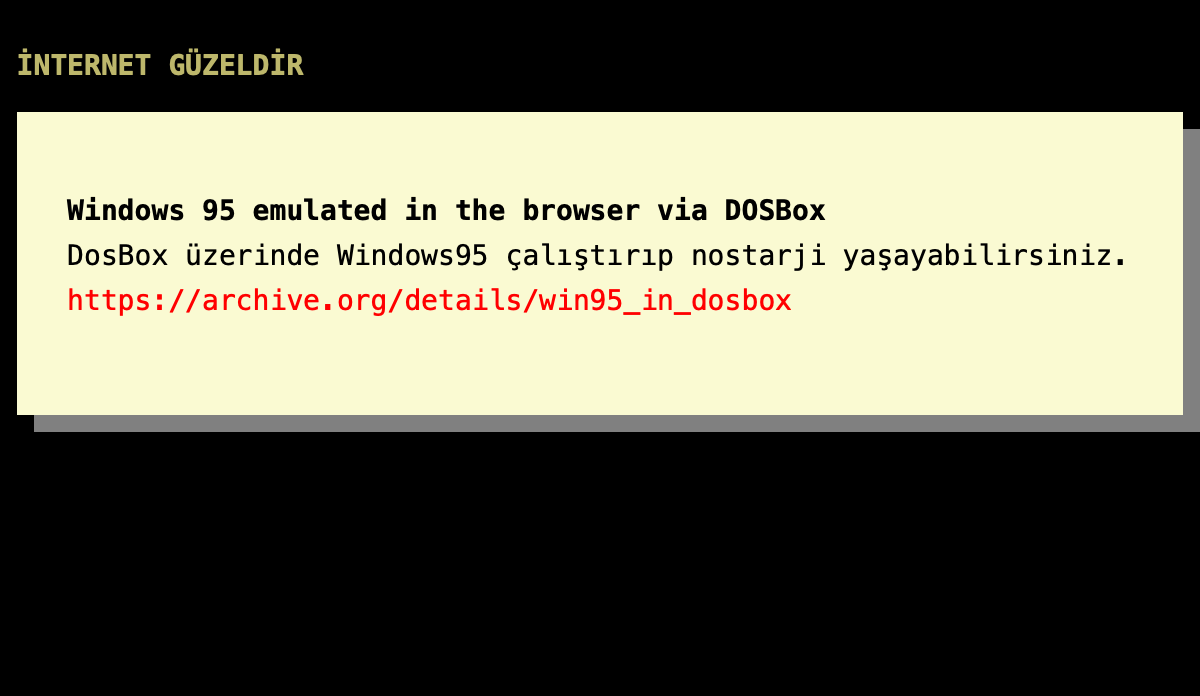 İNTERNET GÜZELDİR
Windows 95 emulated in the browser via DOSBox
DosBox üzerinde Windows95 çalıştırıp nostarji yaşayabilirsiniz.
https://archive.org/details/win95_in_dosbox